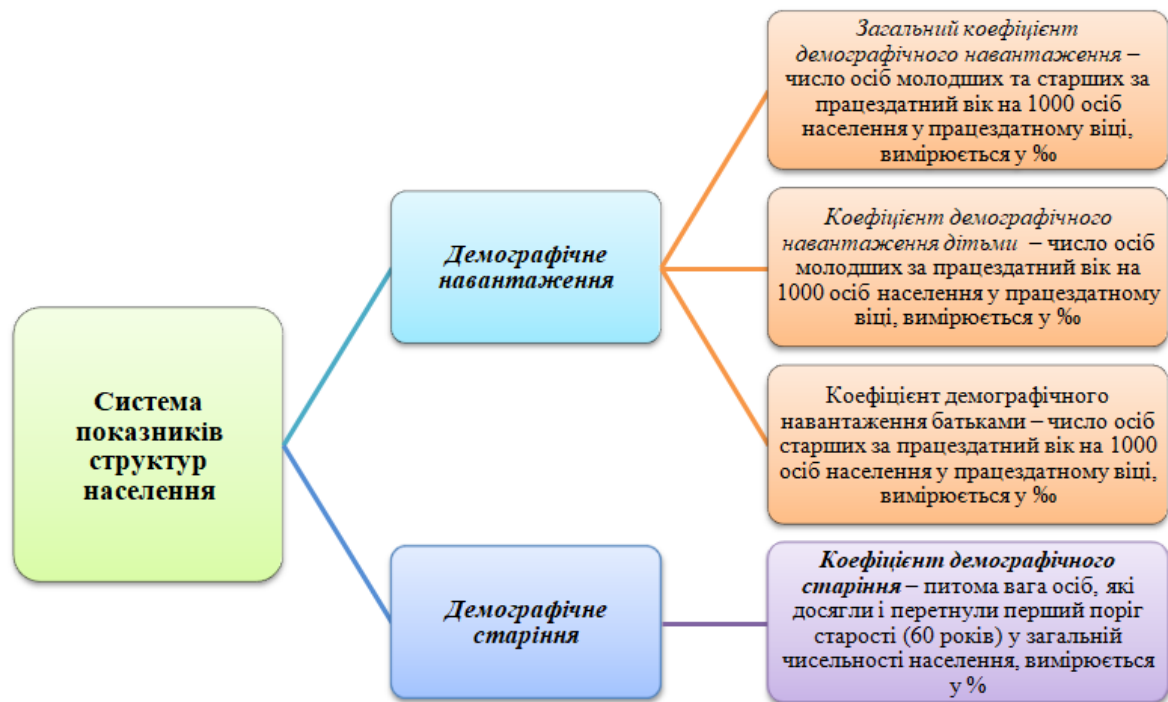 Система
показників
структур
населення
Демографічне
навантаження
Загальний коефіцієнт
демографічного навантаження –
число осіб молодших та старших за
працездатний вік на 1000 осіб
населення у працездатному віці,
вимірюється у ‰
Коефіцієнт демографічного
навантаження дітьми – число осіб
молодших за працездатний вік на
1000 осіб населення у працездатному
віці, вимірюється у ‰
Коефіцієнт демографічного
навантаження батьками – число осіб
старших за працездатний вік на 1000
осіб населення у працездатному віці,
вимірюється у ‰
Демографічне
старіння
Коефіцієнт демографічного
старіння – питома вага осіб, які
досягли і перетнули перший поріг
старості (60 років) у загальній
чисельності населення, вимірюється
у %